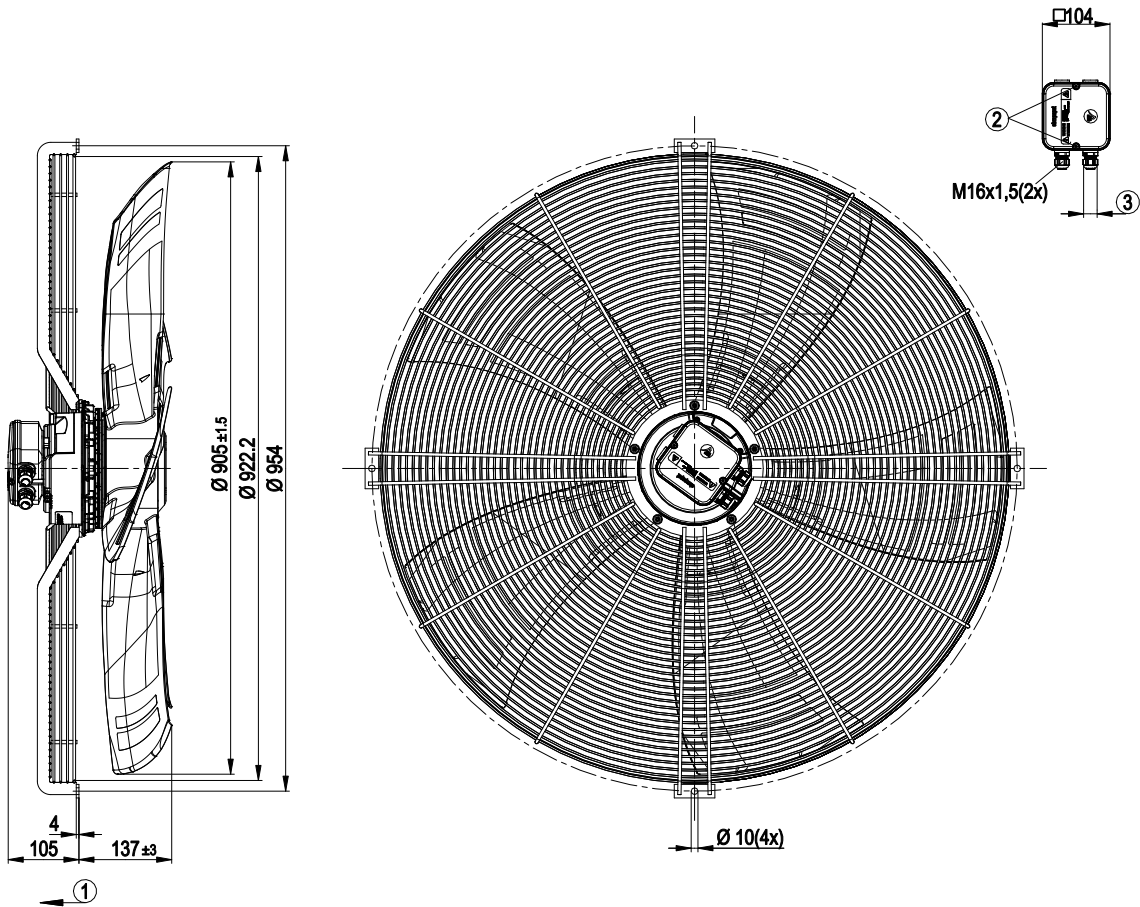 □104
②
M16x1,5(2x)
③
Ø 905 ±1.5
Ø 922.2
Ø 954
4
105
137 ±3
Ø 10(4x)
①